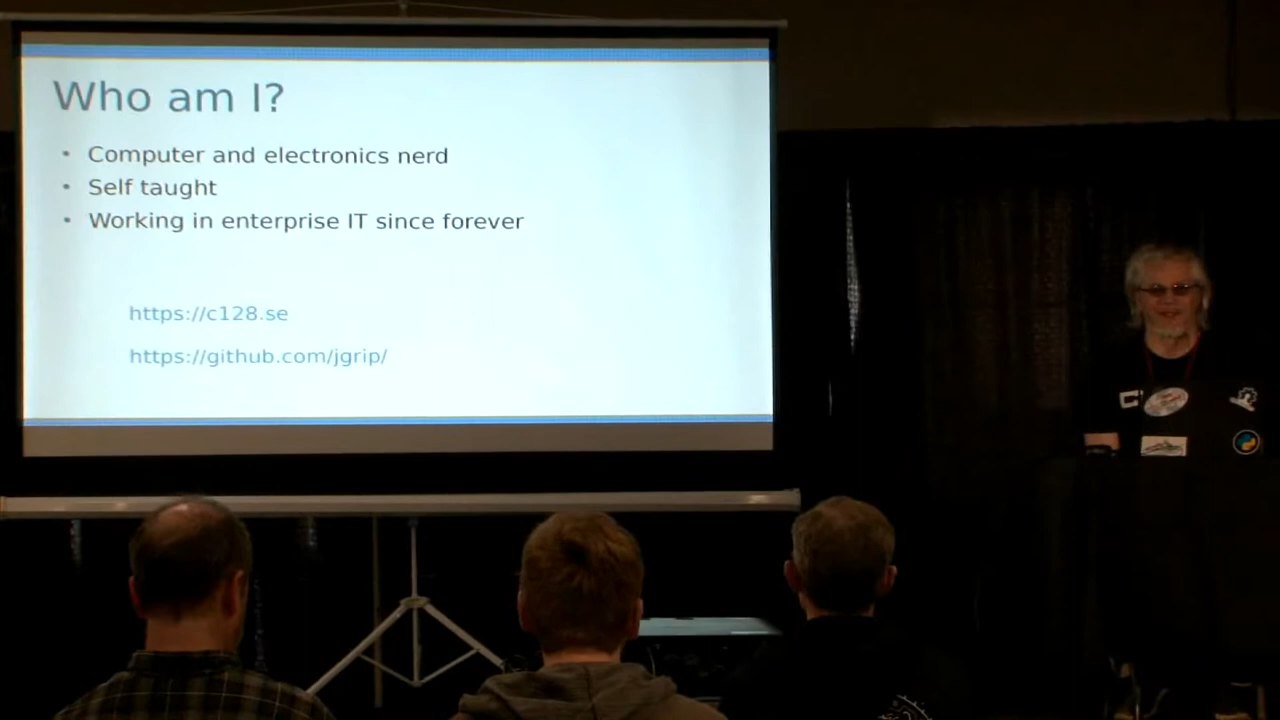 Who am I?
• Computer and electronics nerd
• Self taught
• Working in enterprise IT since forever
https://c128.se
https://github.com/jgrip/